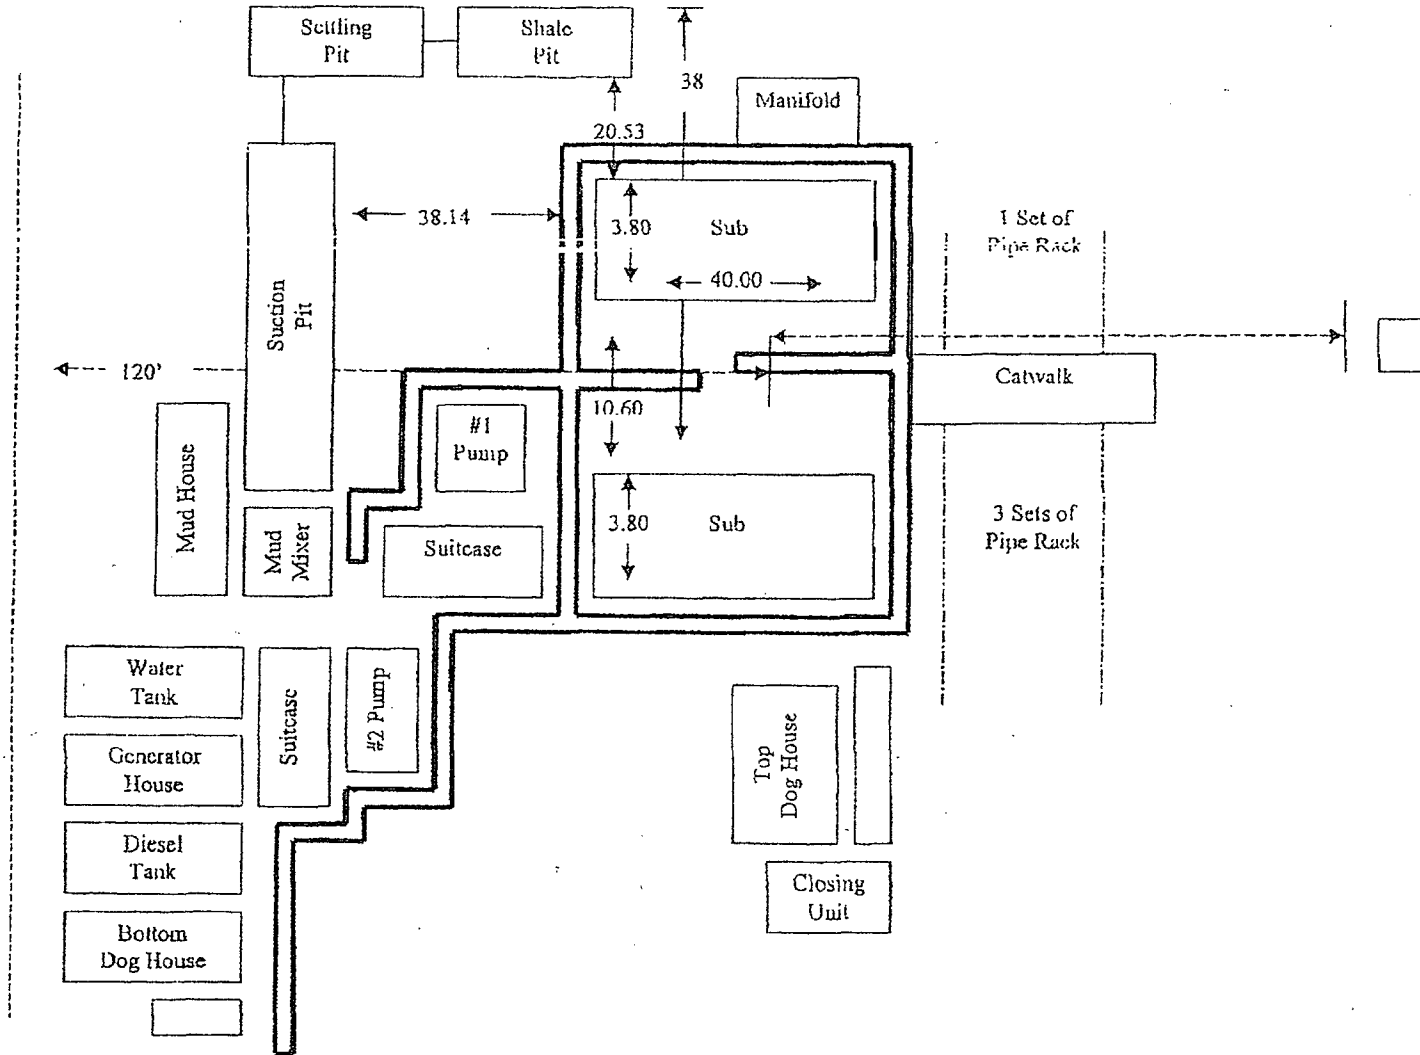 Settling
Pit
Shale
Pit
38
Manifold
20.53
38.14
3.80
Sub
1 Set of
Pipe Rack
40.00
Suction
Pit
120'
Catwalk
10.60
#1
Pump
Mud House
Mud
Mixer
Suitcase
3.80
Sub
3 Sets of
Pipe Rack
Water
Tank
Suitcase
#2 Pump
Generator
House
Top
Dog House
Diesel
Tank
Closing
Unit
Bottom
Dog House